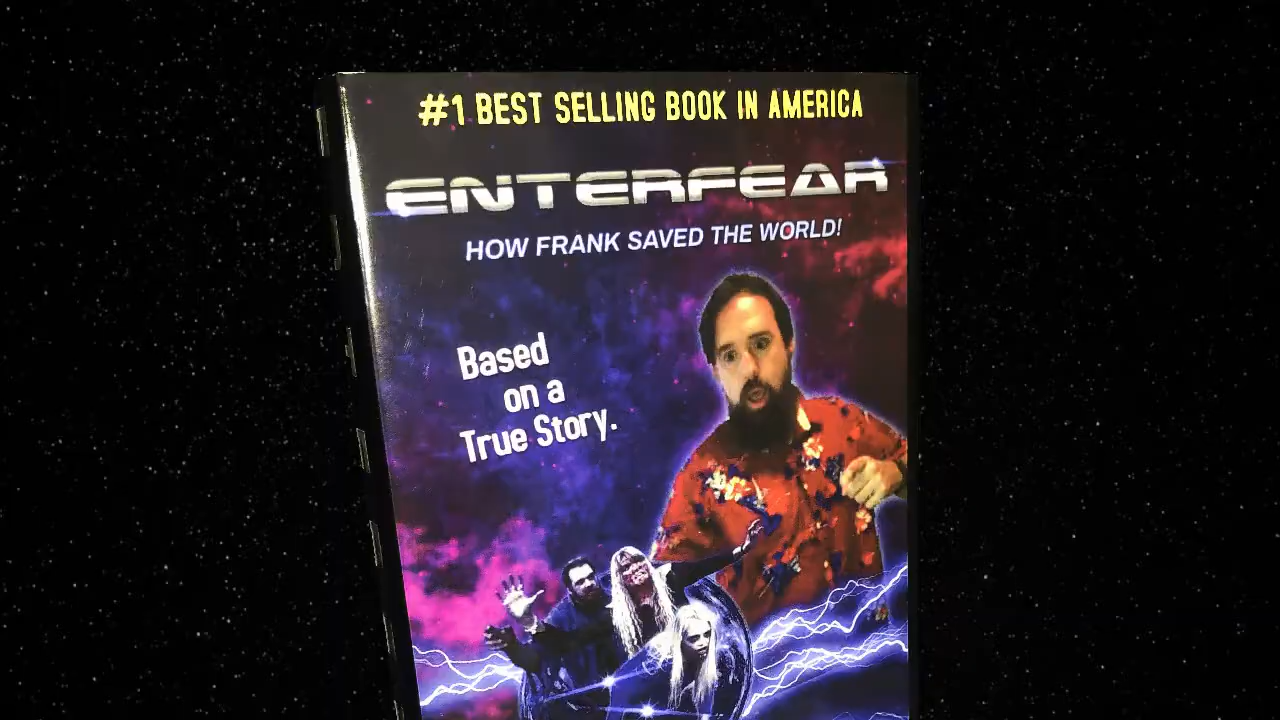 #1 BEST SELLING BOOK IN AMERICA
ENTERFEAR
HOW FRANK SAVED THE WORLD!
Based
on a
True Story.